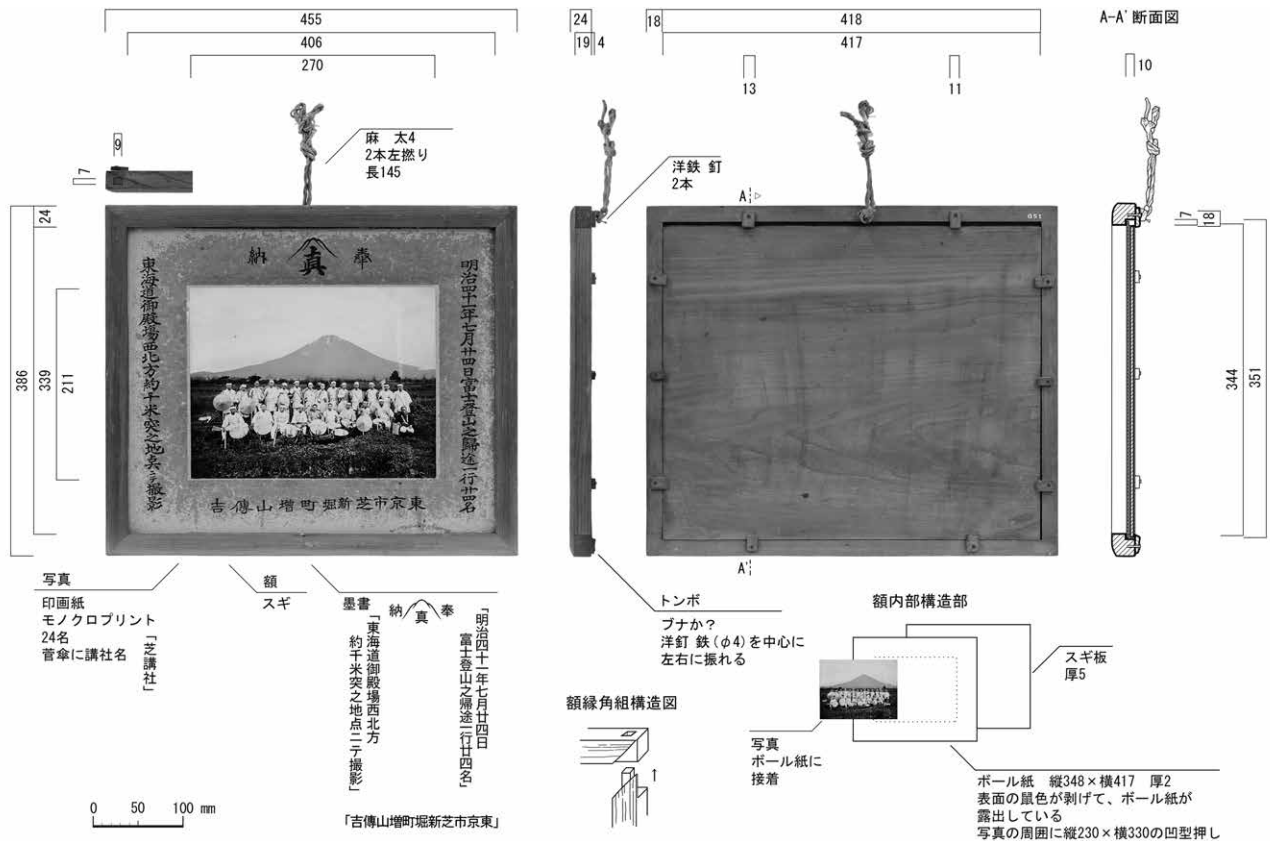 455
406
270
24
19
4
18
418
417
13
11
A-A' 断面図
10
9
7
麻 太4
2本左撚り
長145
洋鉄 釘
2本
A
051
7
18
24
386
339
211
344
351
奉
真
納
明治四十一年七月廿四日富士登山之歸途一行廿四名
東海道御殿場西北方約千米突之地点ニテ撮影
東京市芝新堀町増山傳吉
A'
写真
印画紙
モノクロプリント
24名
菅傘に講社名
「芝講社」
額
スギ
墨書
奉
真
納
「明治四十一年七月廿四日
富士登山之帰途一行廿四名」
「東海道御殿場西北方
約千米突之地点ニテ撮影」
「吉傳山増町堀新芝市京東」
トンボ
ブナか?
洋釘 鉄(φ4)を中心に
左右に振れる
額縁角組構造図
額内部構造部
スギ板
厚5
写真
ボール紙に
接着
ボール紙 縦348×横417 厚2
表面の鼠色が剥げて、ボール紙が
露出している
写真の周囲に縦230×横330の凹型押し
0 50 100 mm